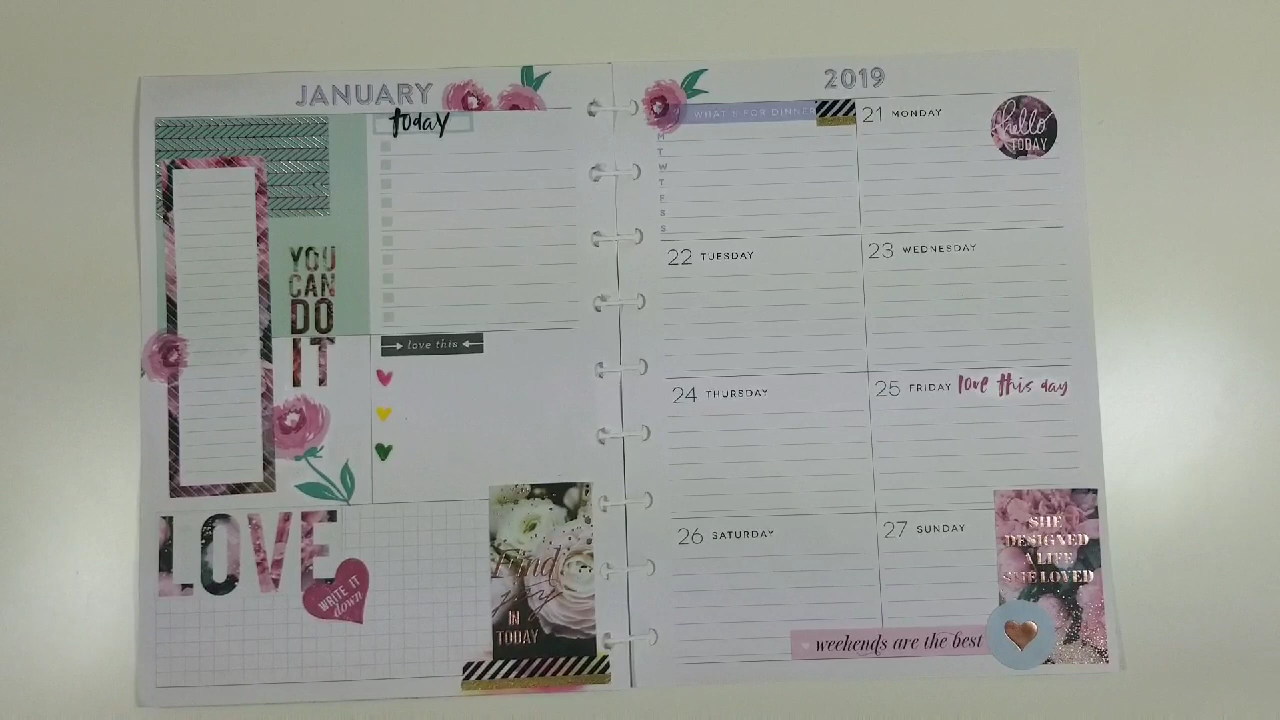 JANUARY
today
YOU
CAN
DO
IT
love this
LOVE
WRITE IT
down
Find
Joy
IN
TODAY
2019
WHAT'S FOR DINNER
M
T
W
T
F
S
S
21 MONDAY
hello
TODAY
22 TUESDAY
23 WEDNESDAY
24 THURSDAY
25 FRIDAY love this day
26 SATURDAY
27 SUNDAY
SHE
DESIGNED
A LIFE
SHE LOVED
weekends are the best